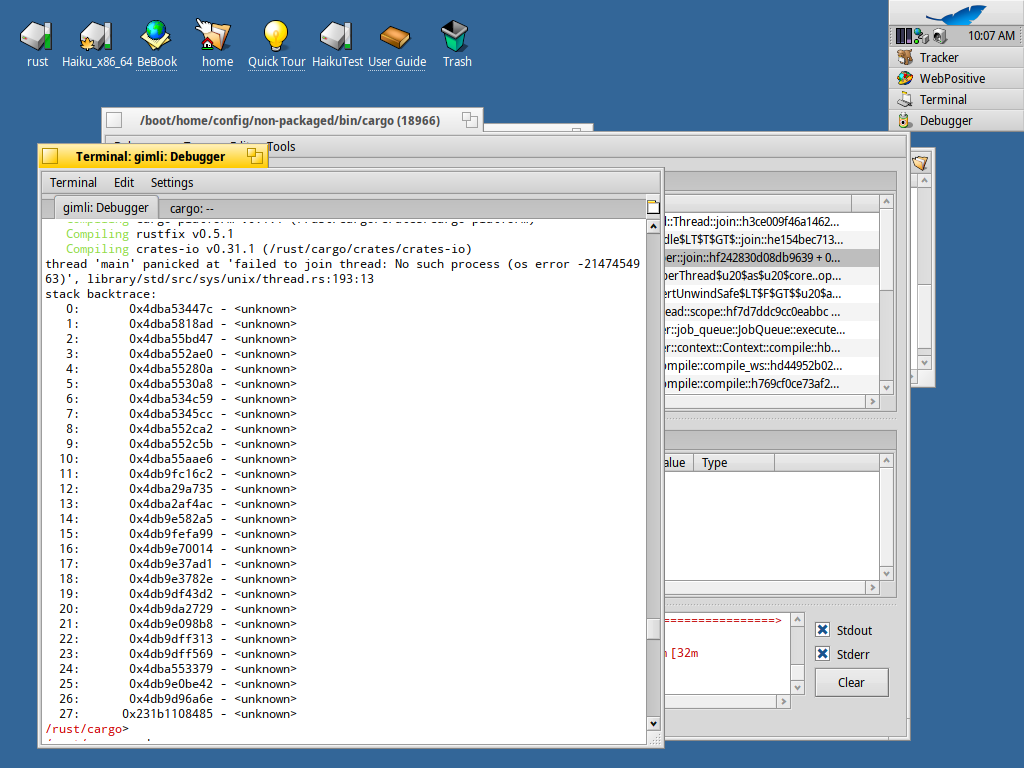 rust
Haiku_x86_64
BeBook
home
Quick Tour
HaikuTest
User Guide
Trash
10:07 AM
Tracker
WebPositive
Terminal
Debugger
/boot/home/config/non-packaged/bin/cargo (18966)
Tools
Terminal: gimli: Debugger
Terminal Edit Settings
gimli: Debugger
cargo: --
Compiling rustfix v0.5.1
Compiling crates-io v0.31.1 (/rust/cargo/crates/crates-io)
thread 'main' panicked at 'failed to join thread: No such process (os error -21474549
63)', library/std/src/sys/unix/thread.rs:193:13
stack backtrace:
0: 0x4dba53447c - <unknown>
1: 0x4dba5818ad - <unknown>
2: 0x4dba55bd47 - <unknown>
3: 0x4dba552ae0 - <unknown>
4: 0x4dba55280a - <unknown>
5: 0x4dba5530a8 - <unknown>
6: 0x4dba534c59 - <unknown>
7: 0x4dba5345cc - <unknown>
8: 0x4dba552ca2 - <unknown>
9: 0x4dba552c5b - <unknown>
10: 0x4dba55aae6 - <unknown>
11: 0x4db9fc16c2 - <unknown>
12: 0x4dba29a735 - <unknown>
13: 0x4dba2af4ac - <unknown>
14: 0x4db9e582a5 - <unknown>
15: 0x4db9fefa99 - <unknown>
16: 0x4db9e70014 - <unknown>
17: 0x4db9e37ad1 - <unknown>
18: 0x4db9e3782e - <unknown>
19: 0x4db9df43d2 - <unknown>
20: 0x4db9da2729 - <unknown>
21: 0x4db9e098b8 - <unknown>
22: 0x4db9dff313 - <unknown>
23: 0x4db9dff569 - <unknown>
24: 0x4dba553379 - <unknown>
25: 0x4db9e0be42 - <unknown>
26: 0x4db9d96a6e - <unknown>
27: 0x231b1108485 - <unknown>
/rust/cargo>
l::Thread::join::h3ce009f46a1462...
dle$LT$T$GT$::join::he154bec713...
per::join::hf242830d08db9639 + 0...
perThread$u20$as$u20$core..op...
ertUnwindSafe$LT$F$GT$$u20$a...
ead::scope::hf7d7ddc9cc0eabbc ...
er::job_queue::JobQueue::execute...
er::context::Context::compile::hb...
ompile::compile_ws::hd44952b02...
ompile::compile::h769cf0ce73af2...
alue Type
================>
[32m
Stdout
Stderr
Clear